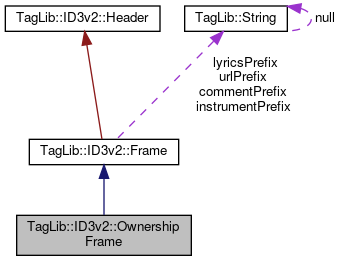 TagLib::ID3v2::Header
TagLib::String
null
lyricsPrefix
urlPrefix
commentPrefix
instrumentPrefix
TagLib::ID3v2::Frame
TagLib::ID3v2::Ownership
Frame